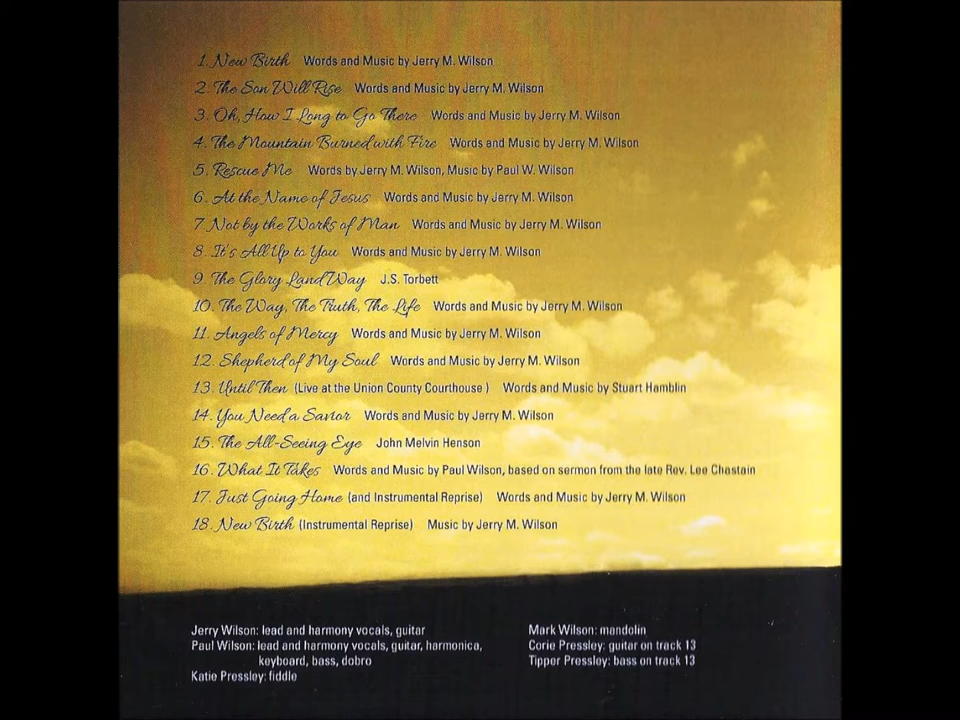 1. New Birth Words and Music by Jerry M. Wilson
2. The Son Will Rise Words and Music by Jerry M. Wilson
3. Oh, How I Long to Go There Words and Music by Jerry M. Wilson
4. The Mountain Burned with Fire Words and Music by Jerry M. Wilson
5. Rescue Me Words by Jerry M. Wilson, Music by Paul W. Wilson
6. At the Name of Jesus Words and Music by Jerry M. Wilson
7. Not by the Works of Man Words and Music by Jerry M. Wilson
8. It's All Up to You Words and Music by Jerry M. Wilson
9. The Glory Land Way J.S. Torbett
10. The Way, The Truth, The Life Words and Music by Jerry M. Wilson
11. Angels of Mercy Words and Music by Jerry M. Wilson
12. Shepherd of My Soul Words and Music by Jerry M. Wilson
13. Until Then (Live at the Union County Courthouse ) Words and Music by Stuart Hamblin
14. You Need a Savior Words and Music by Jerry M. Wilson
15. The All-Seeing Eye John Melvin Henson
16. What It Takes Words and Music by Paul Wilson, based on sermon from the late Rev. Lee Chastain
17. Just Going Home (and Instrumental Reprise) Words and Music by Jerry M. Wilson
18. New Birth (Instrumental Reprise) Music by Jerry M. Wilson
Jerry Wilson: lead and harmony vocals, guitar
Paul Wilson: lead and harmony vocals, guitar, harmonica,
keyboard, bass, dobro
Katie Pressley: fiddle
Mark Wilson: mandolin
Corie Pressley: guitar on track 13
Tipper Pressley: bass on track 13